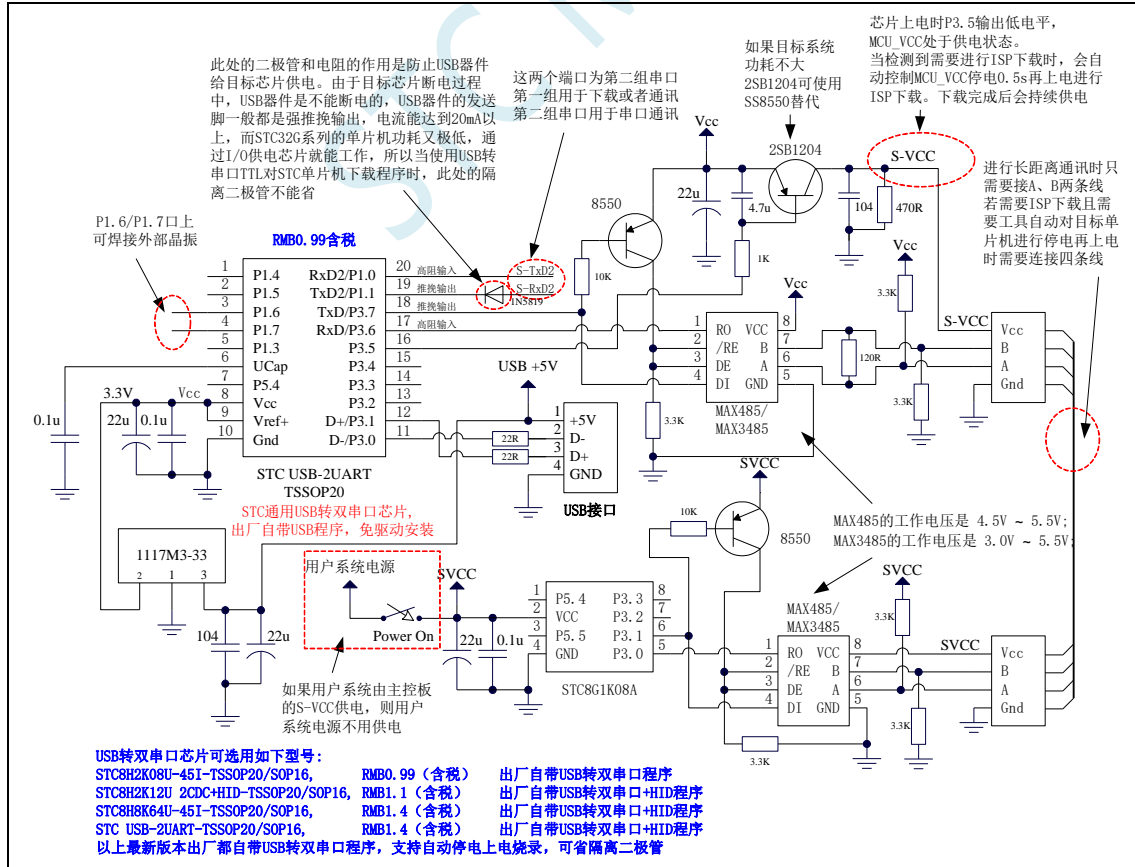 芯片上电时P3.5输出低电平，
MCU_VCC处于供电状态。
当检测到需要进行ISP下载时，会自
动控制MCU_VCC停电0.5s再上电进行
ISP下载。下载完成后会持续供电
如果目标系统
功耗不大
2SB1204可使用
SS8550替代
此处的二极管和电阻的作用是防止USB器件
给目标芯片供电。由于目标芯片断电过程
中，USB器件是不能断电的，USB器件的发送
脚一般都是强推挽输出，电流能达到20mA以
上，而STC32G系列的单片机功耗又极低，通
过I/O供电芯片就能工作，所以当使用USB转
串口TTL对STC单片机下载程序时，此处的隔
离二极管不能省
这两个端口为第二组串口
第一组用于下载或者通讯
第二组串口用于串口通讯
Vcc
2SB1204
S-VCC
进行长距离通讯时只
需要接A、B两条线
若需要ISP下载且需
要工具自动对目标单
片机进行停电再上电
时需要连接四条线
22u
4.7u
104
470R
8550
1K
10K
P1.6/P1.7口上
可焊接外部晶振
RMB0.99含税
1 P1.4 RxD2/P1.0 20 高阻输入 S-TxD2
2 P1.5 TxD2/P1.1 19 推挽输出 S-RxD2
1N5819
3 P1.6 TxD/P3.7 18 推挽输出
4 P1.7 RxD/P3.6 17 高阻输入
5 P1.3 P3.5 16
6 UCap P3.4 15
7 P5.4 P3.3 14
8 Vcc P3.2 13
9 Vref+ D+/P3.1 12
10 Gnd D-/P3.0 11
3.3V Vcc
0.1u 22u 0.1u
STC USB-2UART
TSSOP20
STC通用USB转双串口芯片，
出厂自带USB程序，免驱动安装
USB +5V
1 +5V
2 D-
3 D+
4 GND
22R
22R
USB接口
Vcc
1 RO VCC 8
2 /RE B 7
3 DE A 6
4 DI GND 5
MAX485/
MAX3485
3.3K
120R
Vcc
3.3K
3.3K
S-VCC
Vcc
B
A
Gnd
SVCC
10K
8550
MAX485的工作电压是 4.5V ~ 5.5V;
MAX3485的工作电压是 3.0V ~ 5.5V;
1117M3-33
2 1 3
104 22u
用户系统电源
Power On
SVCC
22u 0.1u
1 P5.4 P3.3 8
2 VCC P3.2 7
3 P5.5 P3.1 6
4 GND P3.0 5
STC8G1K08A
如果用户系统由主控板
的S-VCC供电，则用户
系统电源不用供电
MAX485/
MAX3485
1 RO VCC 8
2 /RE B 7
3 DE A 6
4 DI GND 5
3.3K
SVCC
3.3K
3.3K
SVCC
Vcc
B
A
Gnd
USB转双串口芯片可选用如下型号：
STC8H2K08U-45I-TSSOP20/SOP16, RMB0.99（含税） 出厂自带USB转双串口程序
STC8H2K12U 2CDC+HID-TSSOP20/SOP16, RMB1.1（含税） 出厂自带USB转双串口+HID程序
STC8H8K64U-45I-TSSOP20/SOP16, RMB1.4（含税） 出厂自带USB转双串口+HID程序
STC USB-2UART-TSSOP20/SOP16, RMB1.4（含税） 出厂自带USB转双串口+HID程序
以上最新版本出厂都自带USB转双串口程序，支持自动停电上电烧录，可省隔离二极管